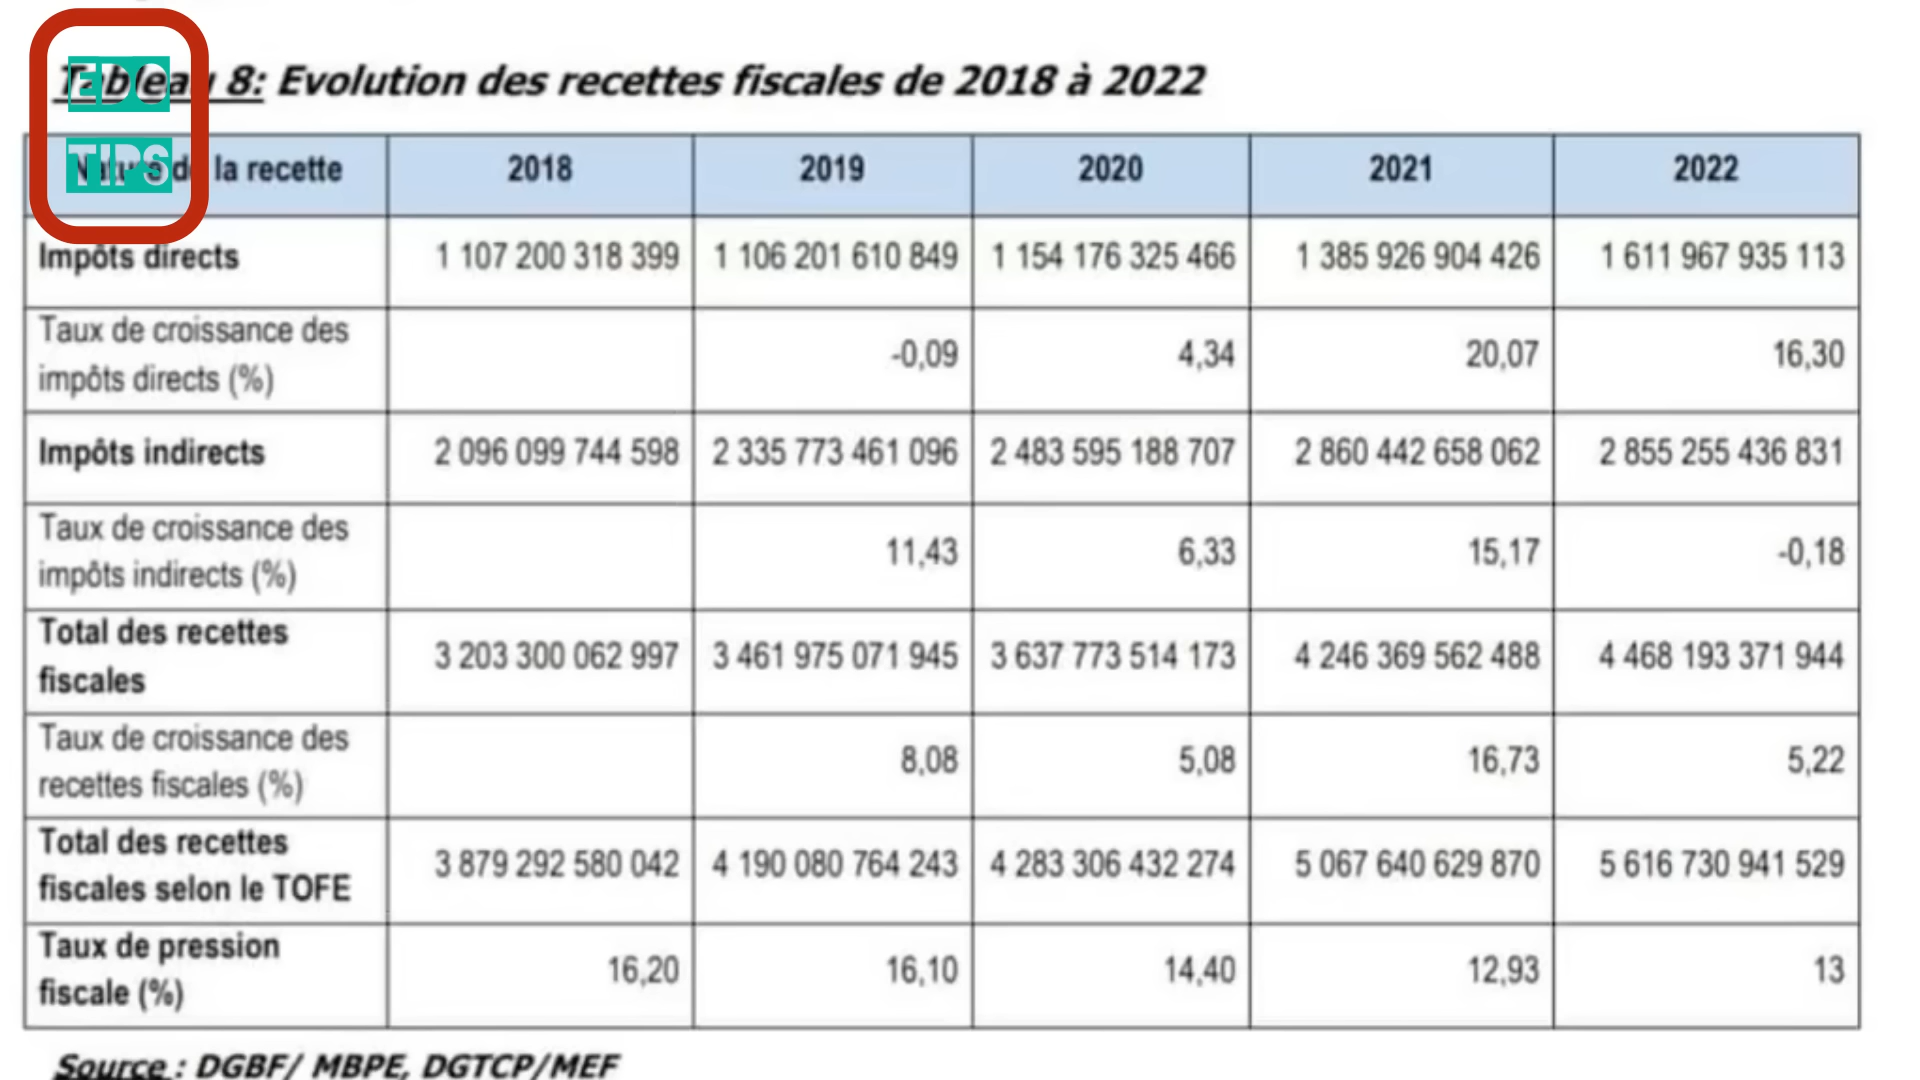 EDC
TIPS
Tableau 8: Evolution des recettes fiscales de 2018 à 2022
Nature de la recette 2018 2019 2020 2021 2022
Impôts directs 1 107 200 318 399 1 106 201 610 849 1 154 176 325 466 1 385 926 904 426 1 611 967 935 113
Taux de croissance des
impôts directs (%) -0,09 4,34 20,07 16,30
Impôts indirects 2 096 099 744 598 2 335 773 461 096 2 483 595 188 707 2 860 442 658 062 2 855 255 436 831
Taux de croissance des
impôts indirects (%) 11,43 6,33 15,17 -0,18
Total des recettes
fiscales 3 203 300 062 997 3 461 975 071 945 3 637 773 514 173 4 246 369 562 488 4 468 193 371 944
Taux de croissance des
recettes fiscales (%) 8,08 5,08 16,73 5,22
Total des recettes
fiscales selon le TOFE 3 879 292 580 042 4 190 080 764 243 4 283 306 432 274 5 067 640 629 870 5 616 730 941 529
Taux de pression
fiscale (%) 16,20 16,10 14,40 12,93 13
Source : DGBF/ MBPE, DGTCP/MEF